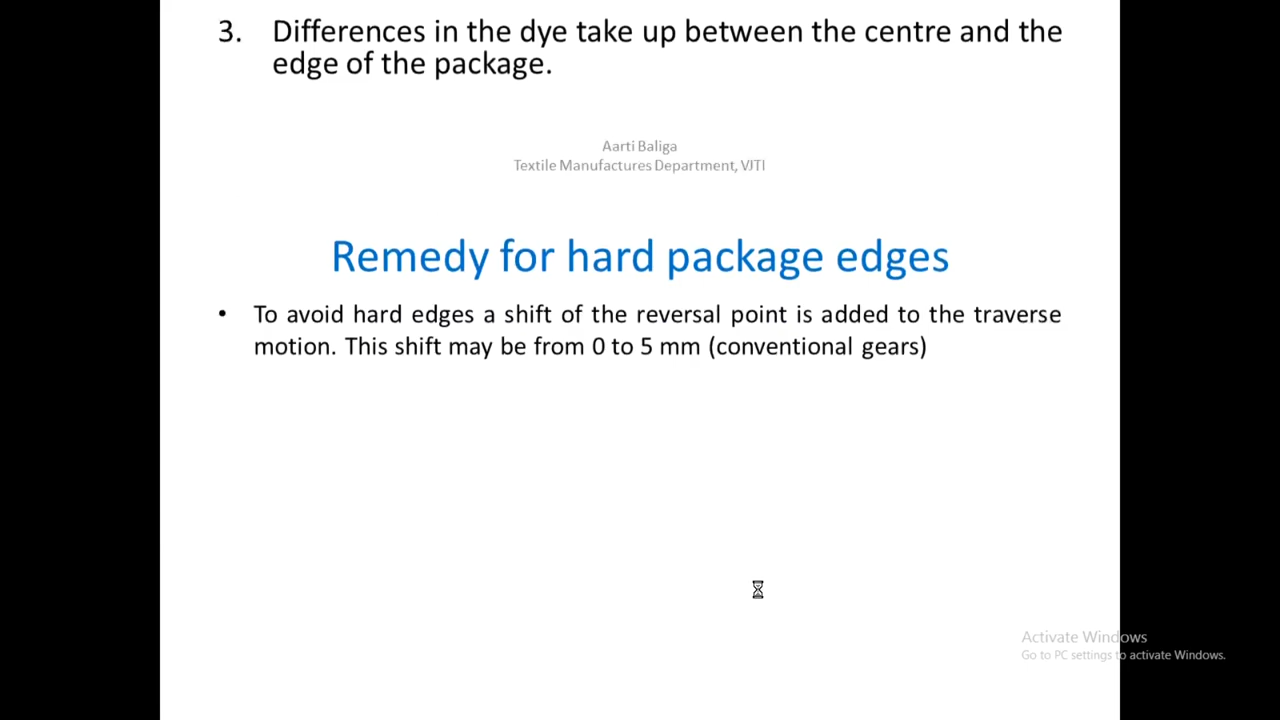 3. Differences in the dye take up between the centre and the
edge of the package.
Aarti Baliga
Textile Manufactures Department, VJTI
Remedy for hard package edges
• To avoid hard edges a shift of the reversal point is added to the traverse
motion. This shift may be from 0 to 5 mm (conventional gears)
Activate Windows
Go to PC settings to activate Windows.